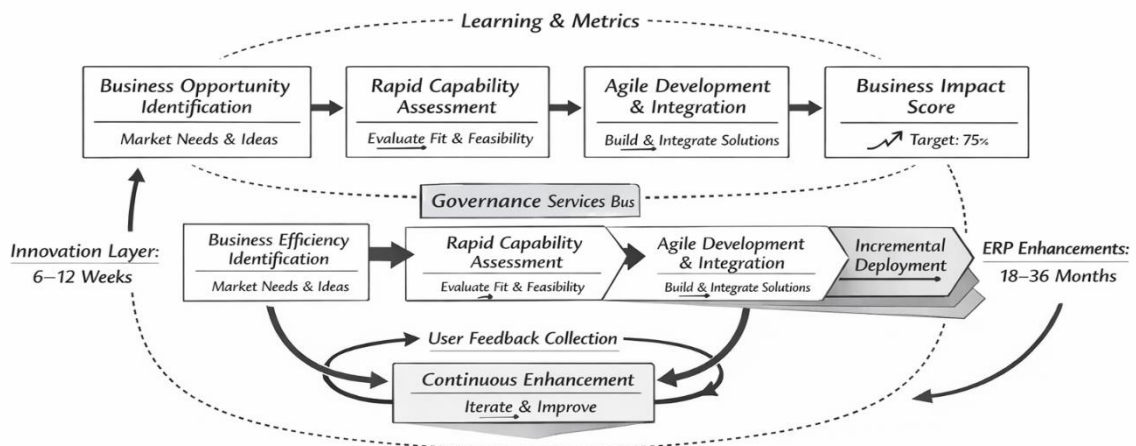 Learning & Metrics
Business Opportunity
Identification
Market Needs & Ideas
Rapid Capability
Assessment
Evaluate Fit & Feasibility
Agile Development
& Integration
Build & Integrate Solutions
Business Impact
Score
Target: 75%
Governance Services Bus
Innovation Layer:
6–12 Weeks
Business Efficiency
Identification
Market Needs & Ideas
Rapid Capability
Assessment
Evaluate Fit & Feasibility
Agile Development
& Integration
Build & Integrate Solutions
Incremental
Deployment
ERP Enhancements:
18–36 Months
User Feedback Collection
Continuous Enhancement
Iterate & Improve